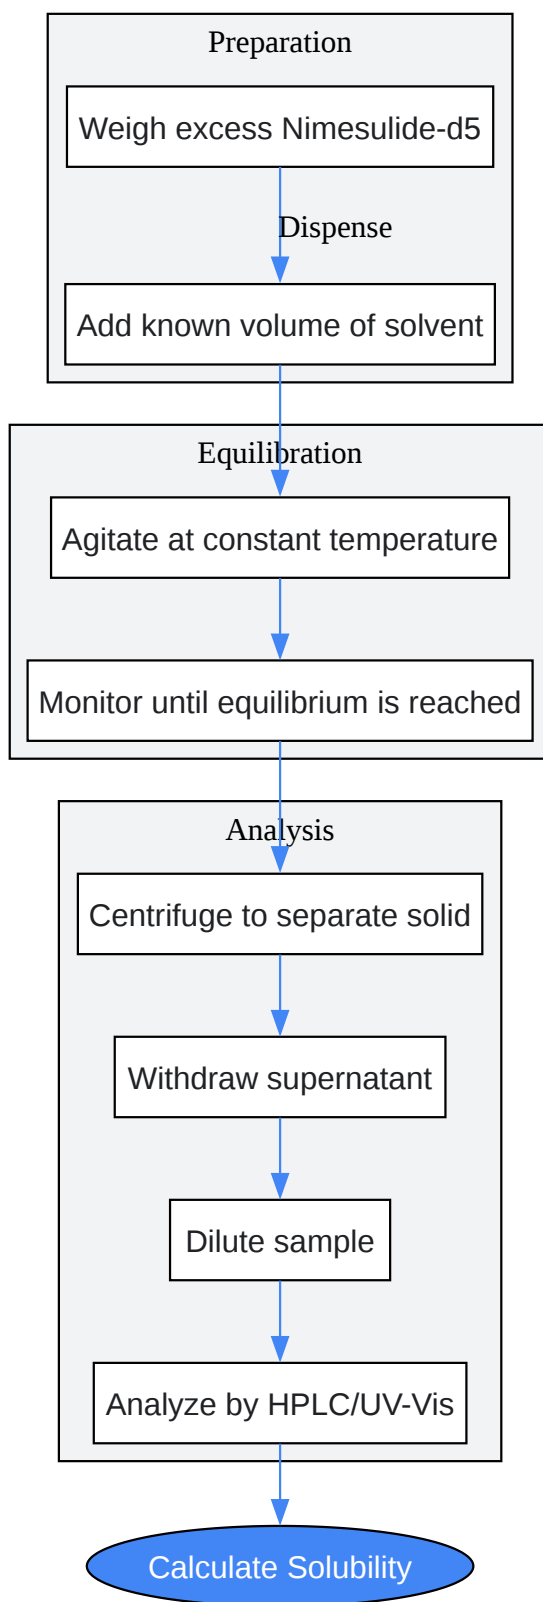 Preparation
Weigh excess Nimesulide-d5
Dispense
Add known volume of solvent
Equilibration
Agitate at constant temperature
Monitor until equilibrium is reached
Analysis
Centrifuge to separate solid
Withdraw supernatant
Dilute sample
Analyze by HPLC/UV-Vis
Calculate Solubility